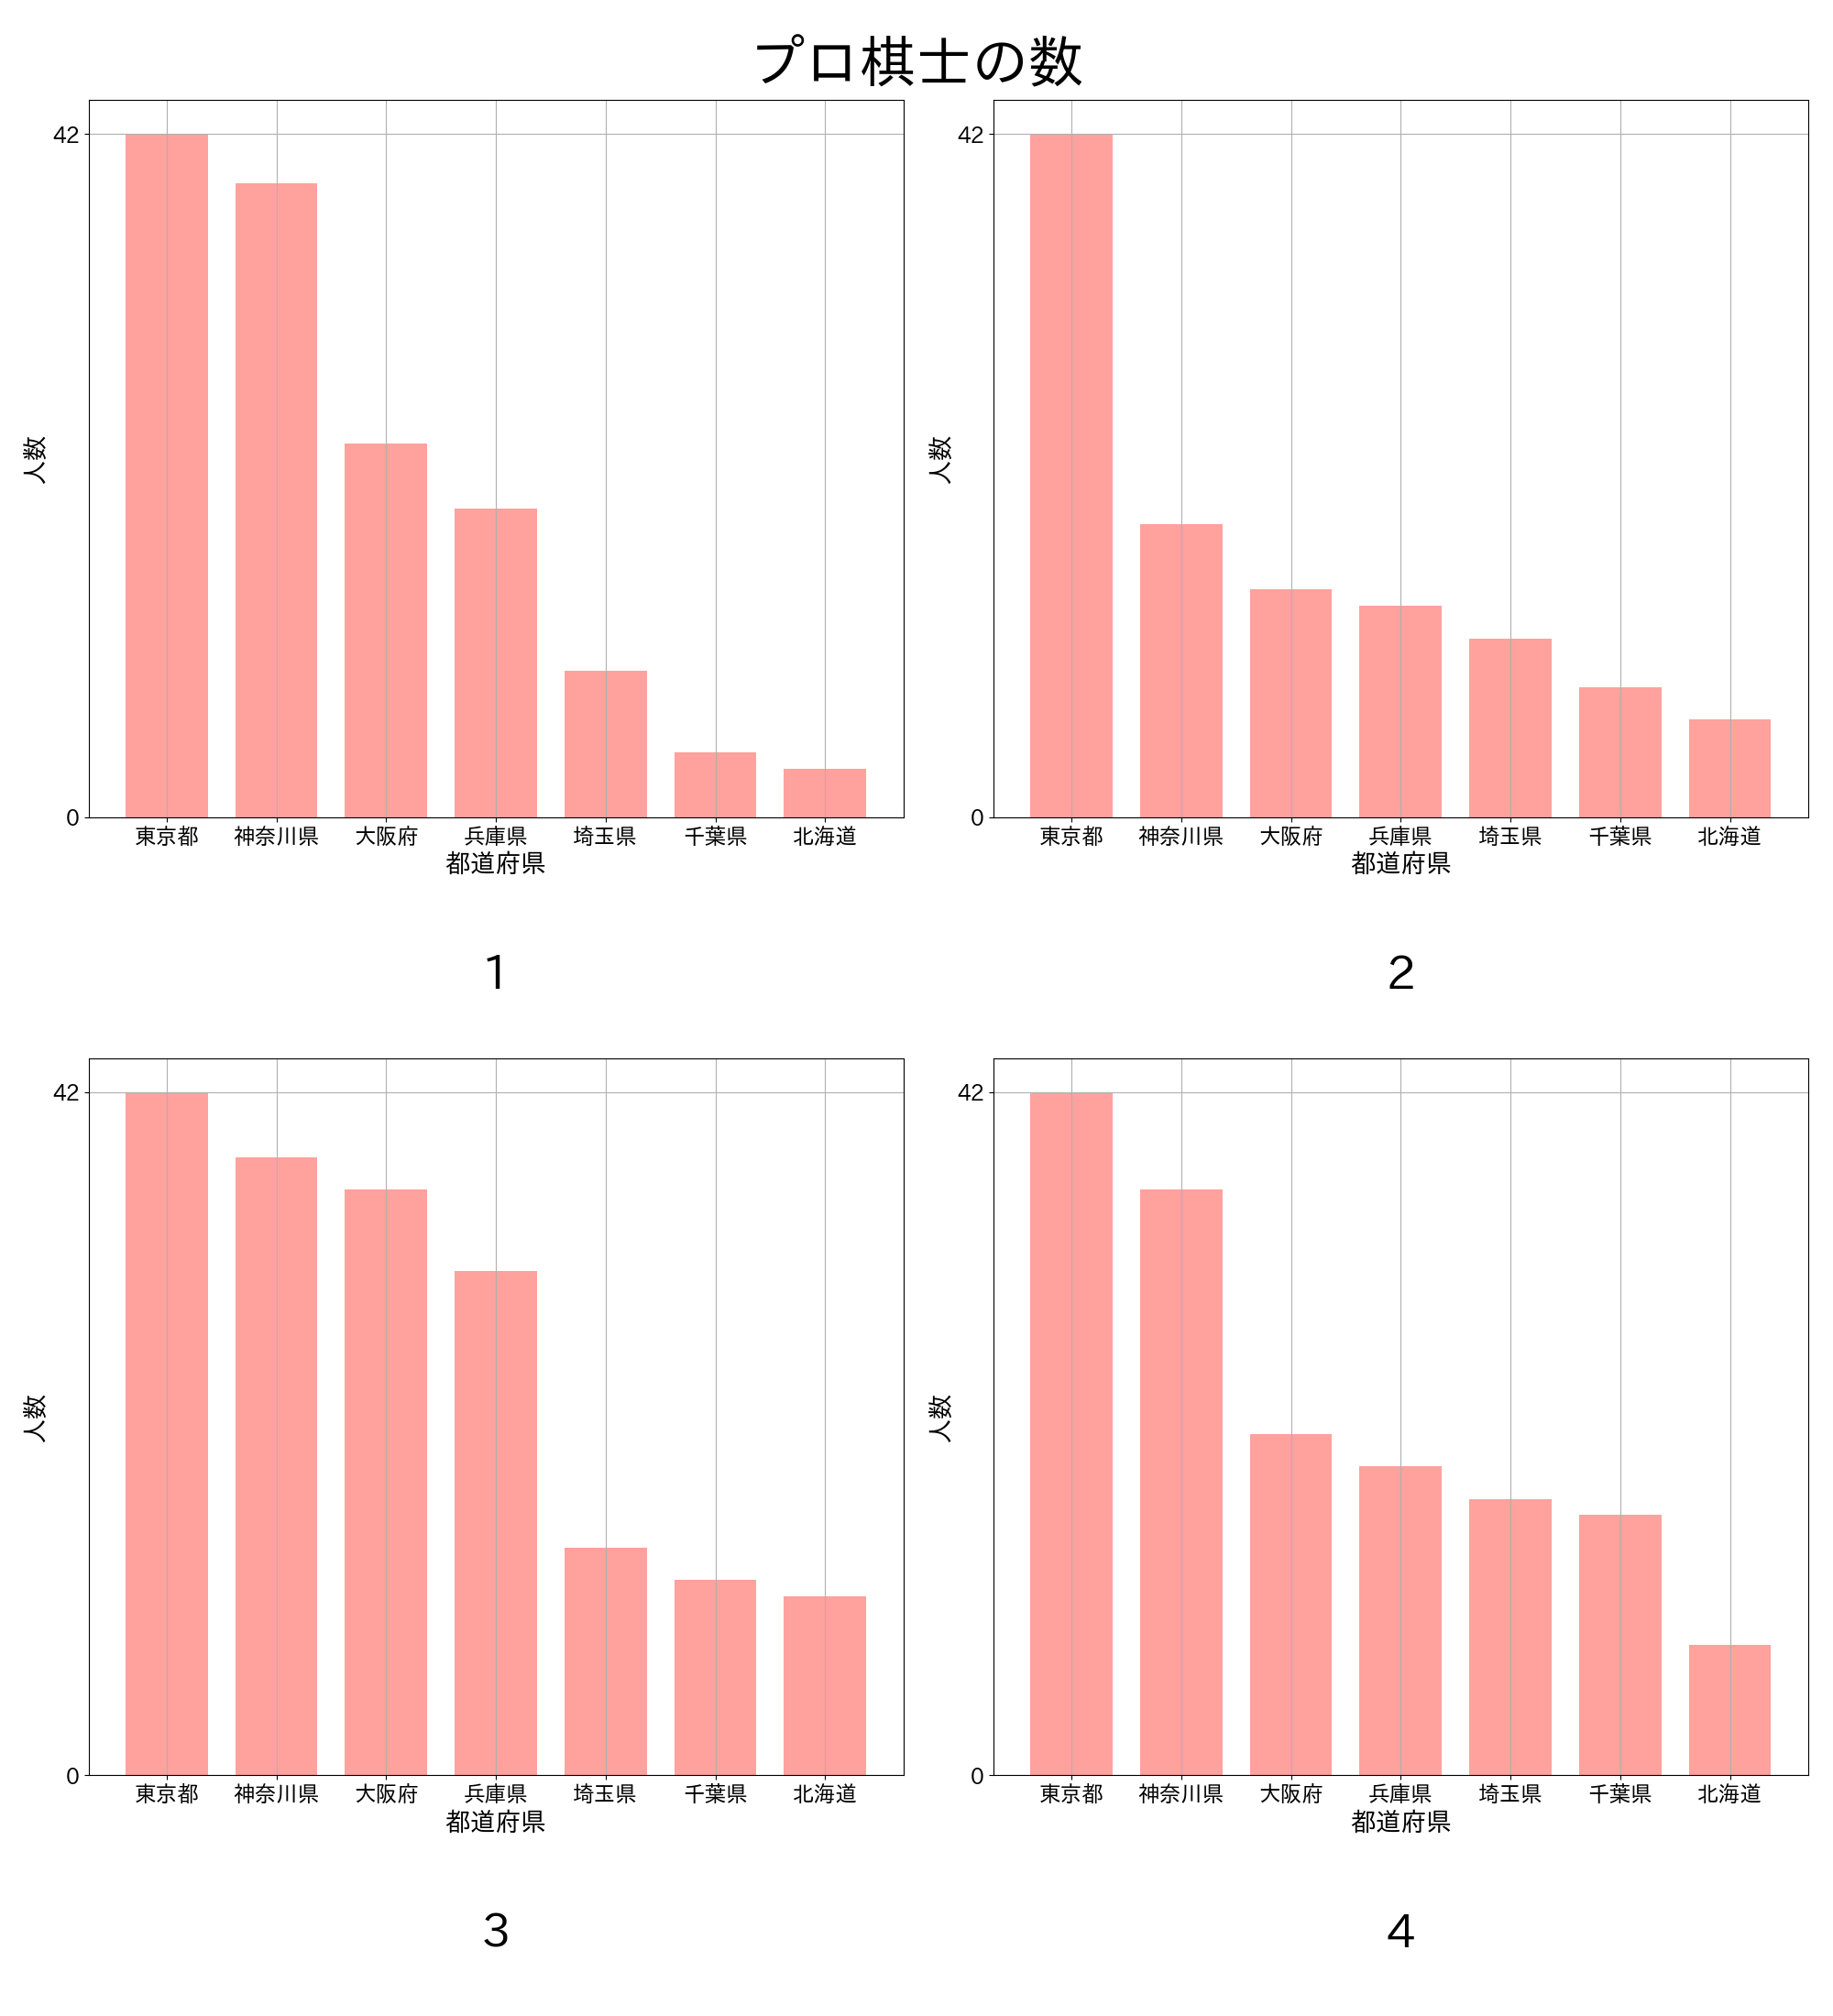 プロ棋士の数
42
0
人数
東京都 神奈川県 大阪府 兵庫県 埼玉県 千葉県 北海道
都道府県
1
42
0
人数
東京都 神奈川県 大阪府 兵庫県 埼玉県 千葉県 北海道
都道府県
2
42
0
人数
東京都 神奈川県 大阪府 兵庫県 埼玉県 千葉県 北海道
都道府県
3
42
0
人数
東京都 神奈川県 大阪府 兵庫県 埼玉県 千葉県 北海道
都道府県
4